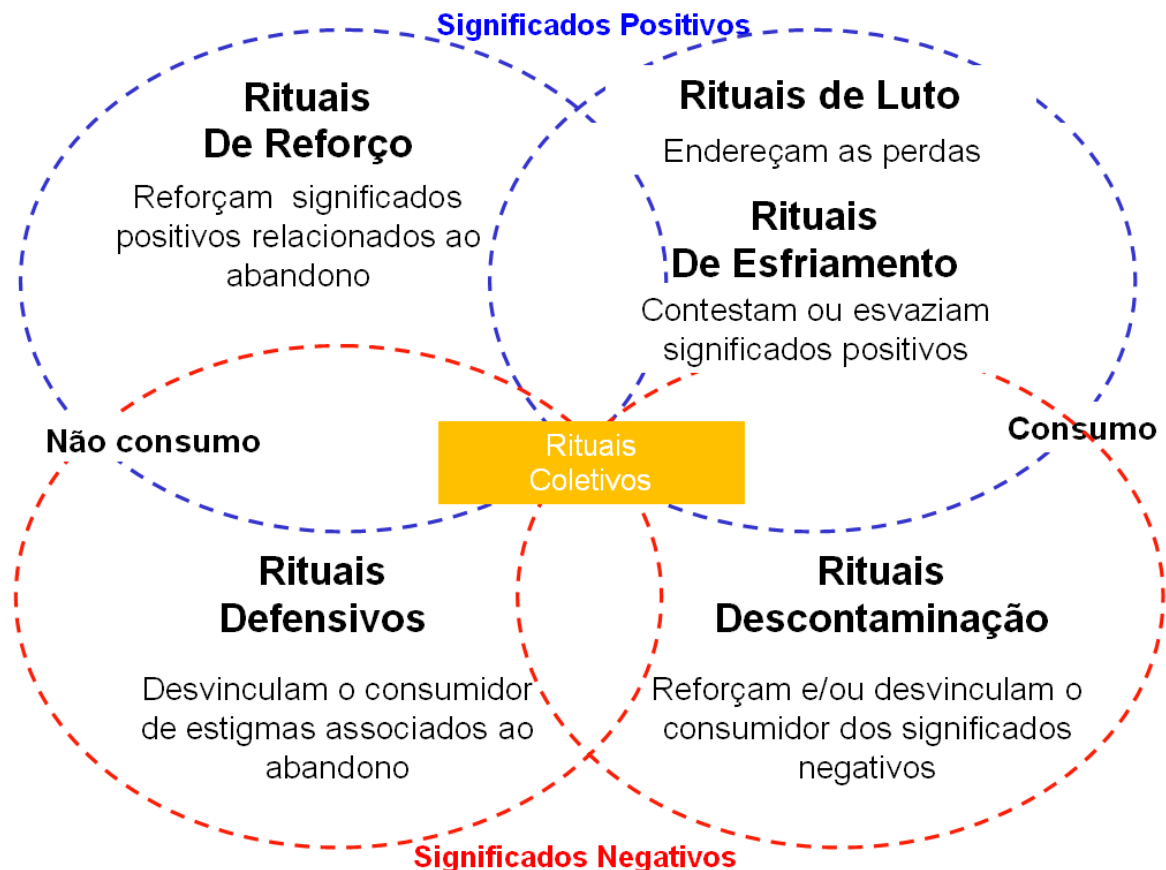 Significados Positivos
Rituais
De Reforço
Reforçam significados
positivos relacionados ao
abandono
Rituais de Luto
Endereçam as perdas
Rituais
De Esfriamento
Contestam ou esvaziam
significados positivos
Não consumo
Rituais
Coletivos
Consumo
Rituais
Defensivos
Desvinculam o consumidor
de estigmas associados ao
abandono
Rituais
Descontaminação
Reforçam e/ou desvinculam o
consumidor dos significados
negativos
Significados Negativos